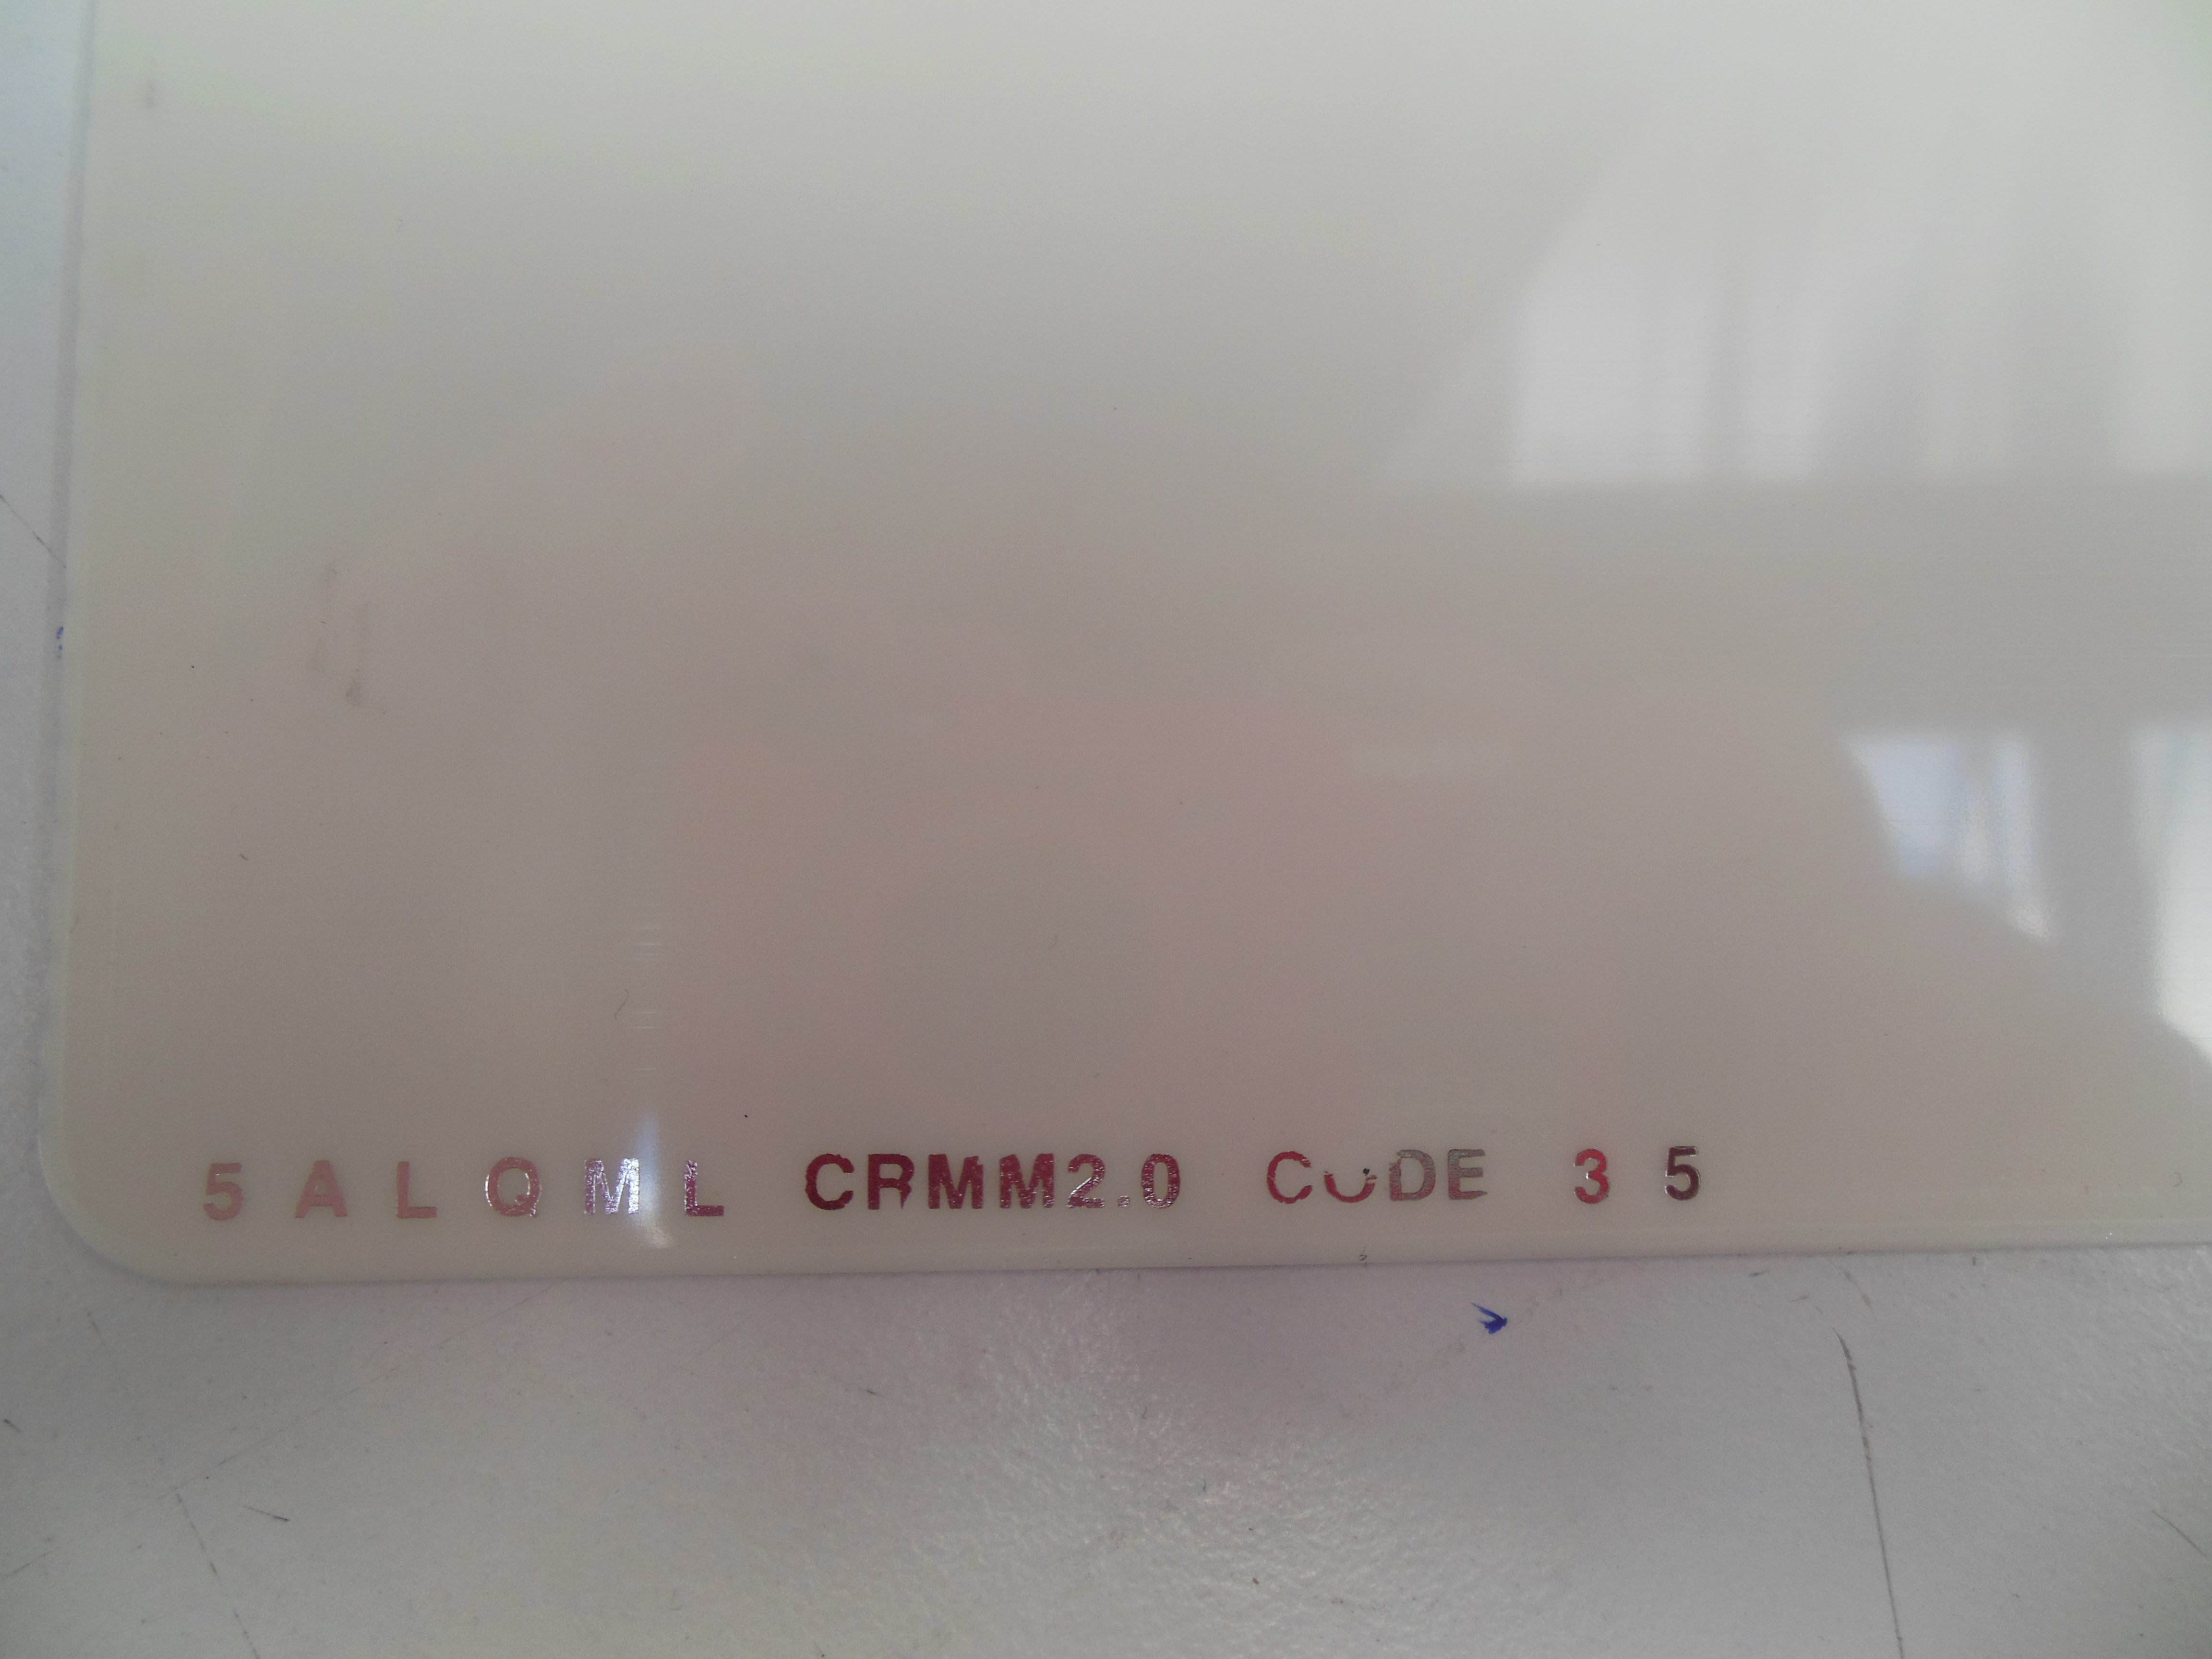 5 A L Q M L CRMM2.0 CODE 3 5